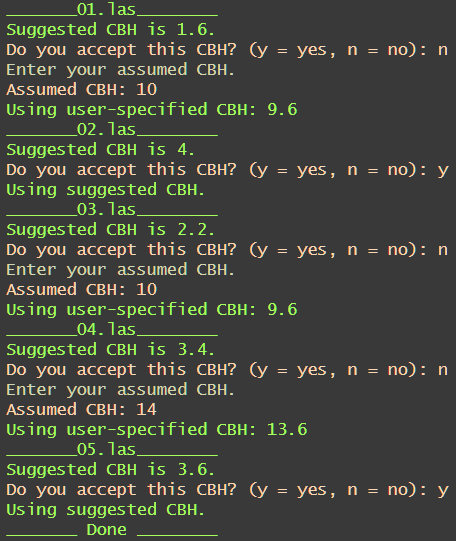 _______01.las________
Suggested CBH is 1.6.
Do you accept this CBH? (y = yes, n = no): n
Enter your assumed CBH.
Assumed CBH: 10
Using user-specified CBH: 9.6
_______02.las________
Suggested CBH is 4.
Do you accept this CBH? (y = yes, n = no): y
Using suggested CBH.
_______03.las________
Suggested CBH is 2.2.
Do you accept this CBH? (y = yes, n = no): n
Enter your assumed CBH.
Assumed CBH: 10
Using user-specified CBH: 9.6
_______04.las________
Suggested CBH is 3.4.
Do you accept this CBH? (y = yes, n = no): n
Enter your assumed CBH.
Assumed CBH: 14
Using user-specified CBH: 13.6
_______05.las________
Suggested CBH is 3.6.
Do you accept this CBH? (y = yes, n = no): y
Using suggested CBH.
_______ Done ________